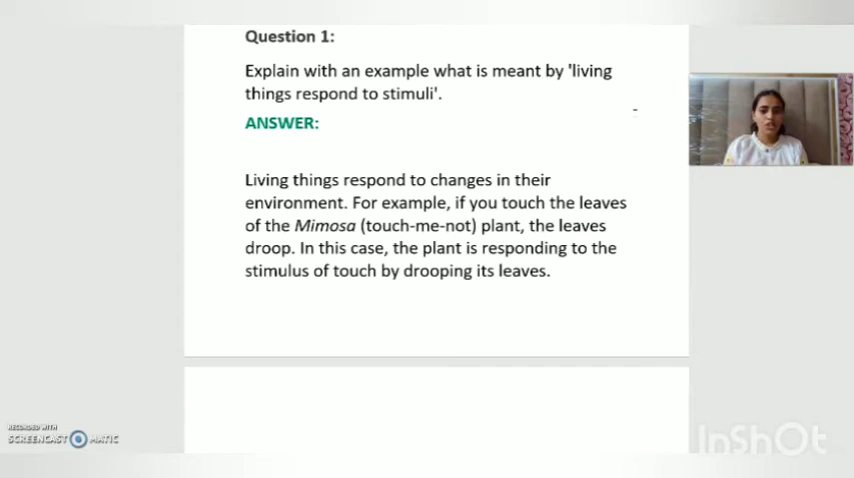 Question 1:
Explain with an example what is meant by 'living
things respond to stimuli'.
ANSWER:
Living things respond to changes in their
environment. For example, if you touch the leaves
of the Mimosa (touch-me-not) plant, the leaves
droop. In this case, the plant is responding to the
stimulus of touch by drooping its leaves.
RECORDED WITH
SCREENCAST MATIC
InShOt